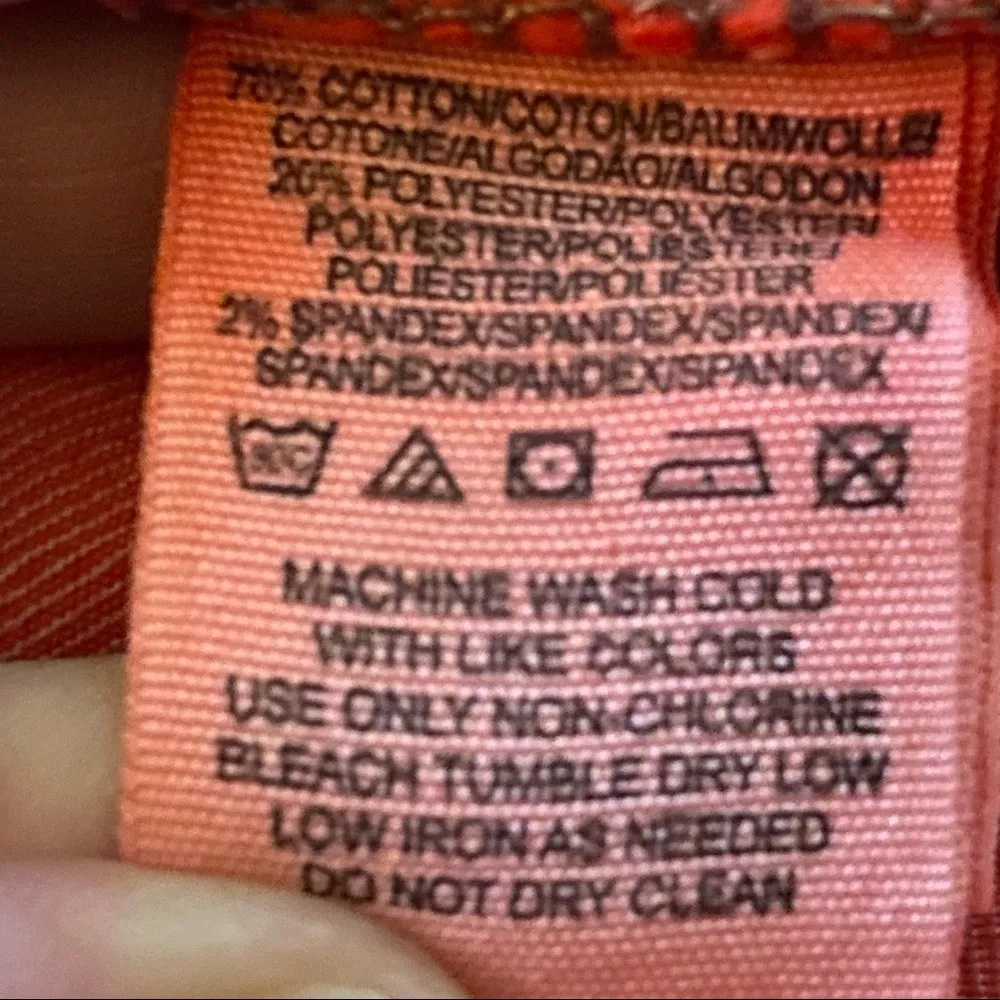 78% COTTON/COTON/BAUMWOLLE/
COTONE/ALGODÃO/ALGODON
20% POLYESTER/POLYESTER/
POLYESTER/POLIESTERE/
POLIÉSTER/POLIÉSTER
2% SPANDEX/SPANDEX/SPANDEX/
SPANDEX/SPANDEX/SPANDEX
30C
MACHINE WASH COLD
WITH LIKE COLORS
USE ONLY NON-CHLORINE
BLEACH TUMBLE DRY LOW
LOW IRON AS NEEDED
DO NOT DRY CLEAN